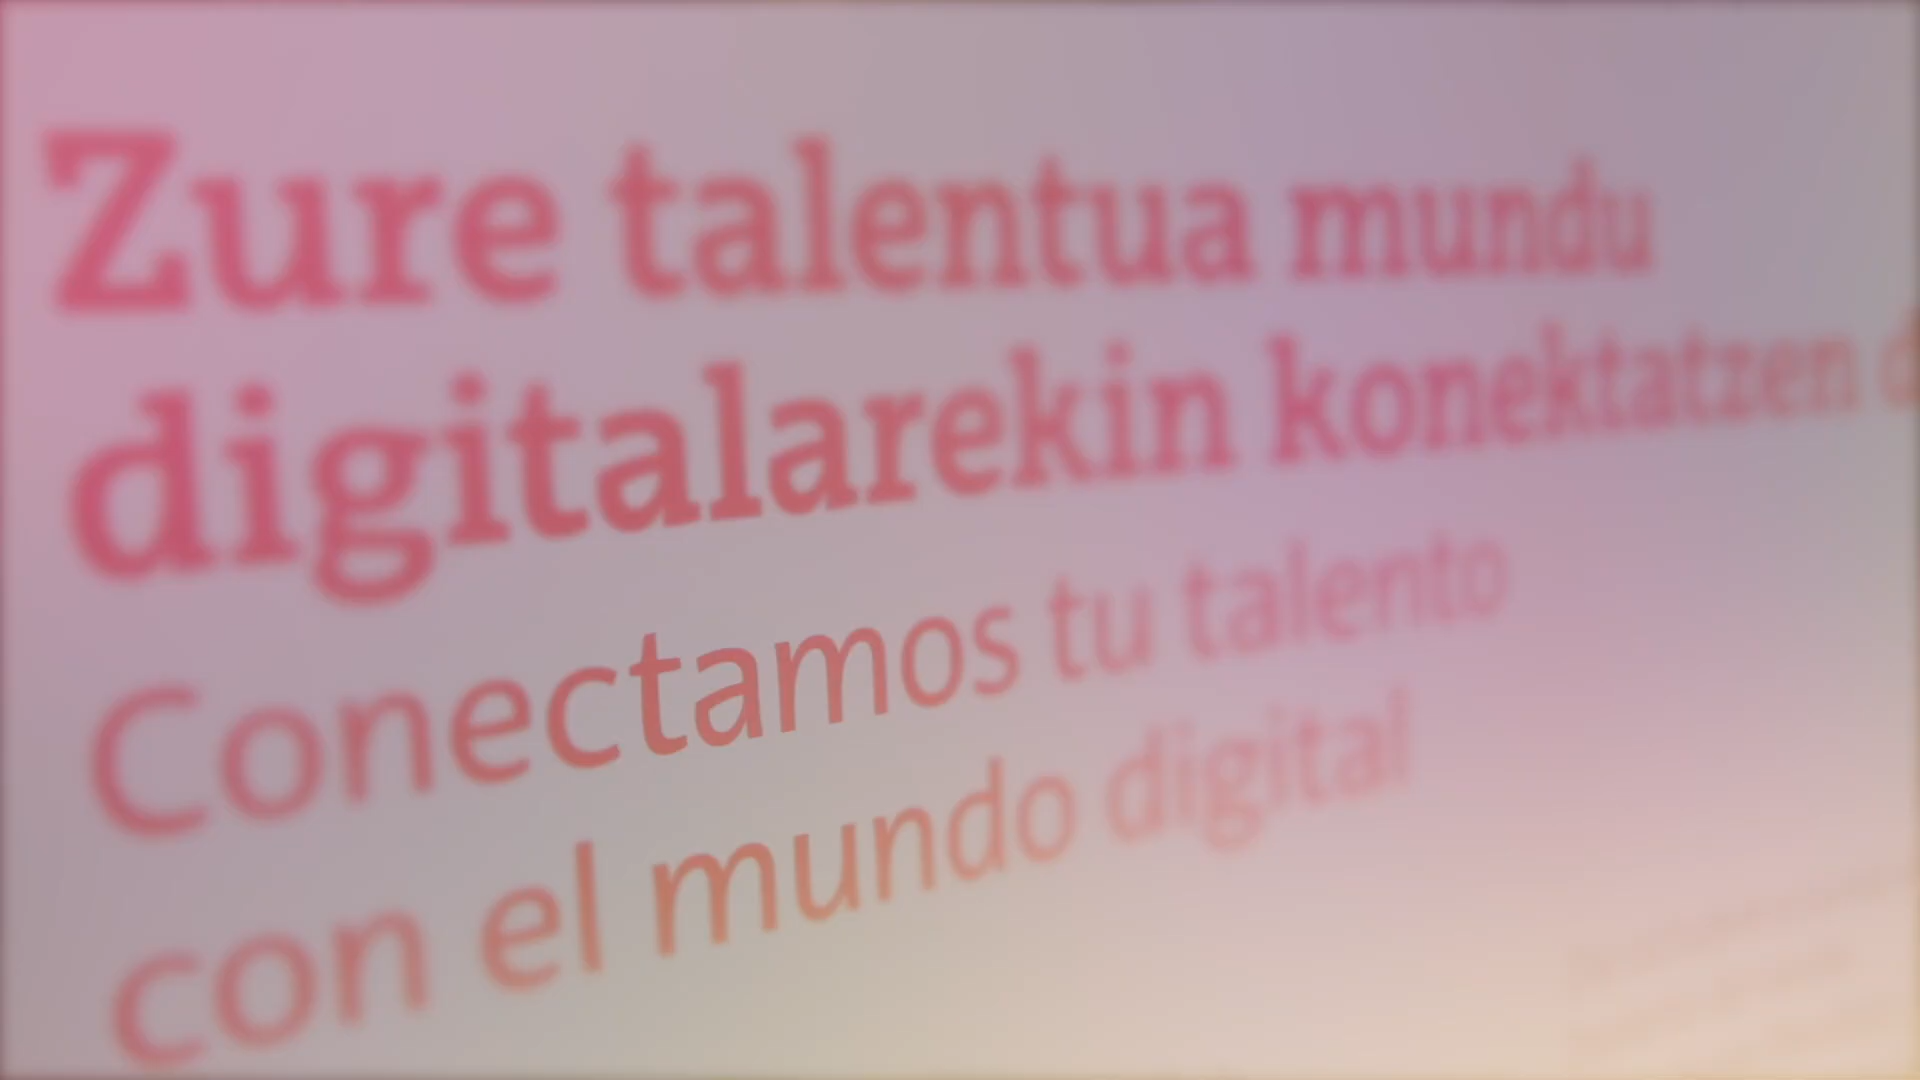 Zure talentua mundu
digitalarekin konektatzen d
Conectamos tu talento
con el mundo digital